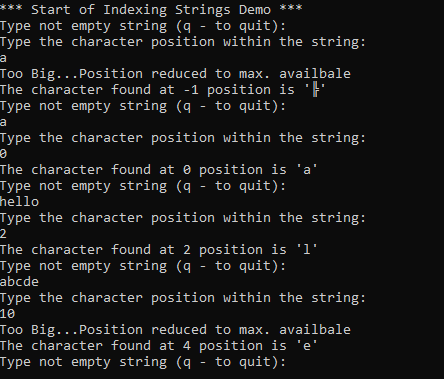 *** Start of Indexing Strings Demo ***
Type not empty string (q - to quit):
Type the character position within the string:
a
Too Big...Position reduced to max. availbale
The character found at -1 position is '╠'
Type not empty string (q - to quit):
a
Type the character position within the string:
0
The character found at 0 position is 'a'
Type not empty string (q - to quit):
hello
Type the character position within the string:
2
The character found at 2 position is 'l'
Type not empty string (q - to quit):
abcde
Type the character position within the string:
10
Too Big...Position reduced to max. availbale
The character found at 4 position is 'e'
Type not empty string (q - to quit):